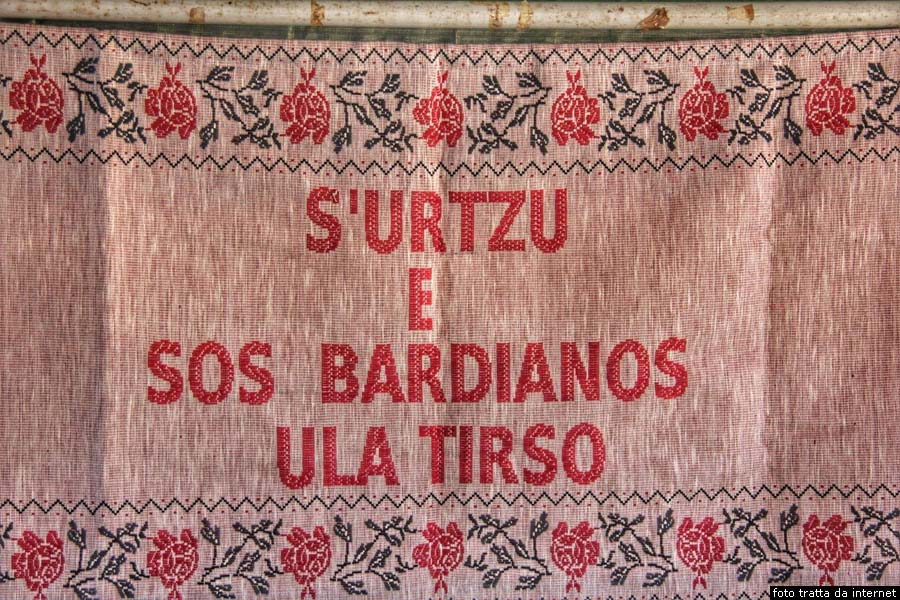 S'URTZU
E
SOS BARDIANOS
ULA TIRSO
foto tratta da internet